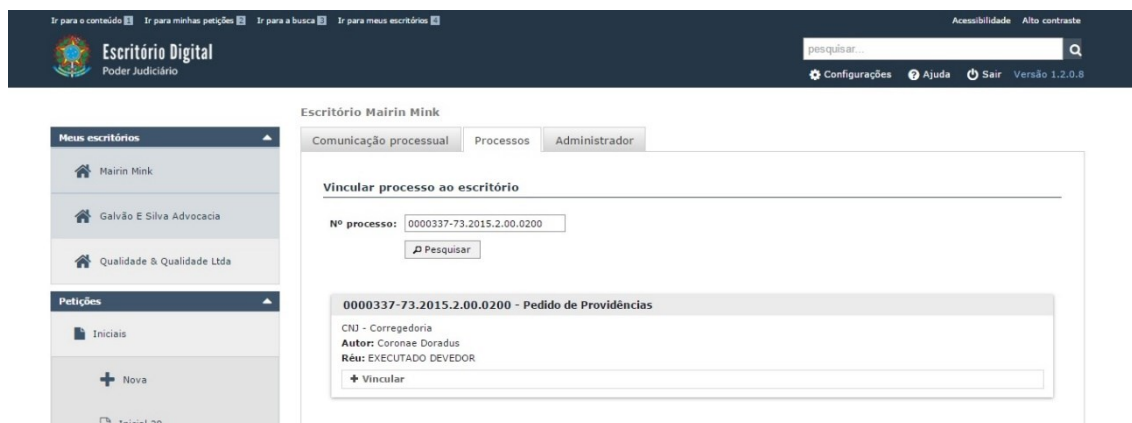 Ir para o conteúdo 1 Ir para minhas petições 2 Ir para a busca 3 Ir para meus escritórios 4 Acessibilidade Alto contraste
Escritório Digital
Poder Judiciário
pesquisar...
Configurações Ajuda Sair Versão 1.2.0.8
Escritório Mairin Mink
Meus escritórios
Mairin Mink
Galvão E Silva Advocacia
Qualidade & Qualidade Ltda
Petições
Iniciais
Nova
Comunicação processual Processos Administrador
Vincular processo ao escritório
Nº processo: 0000337-73.2015.2.00.0200
Pesquisar
0000337-73.2015.2.00.0200 - Pedido de Providências
CNJ - Corregedoria
Autor: Coronae Doradus
Réu: EXECUTADO DEVEDOR
+ Vincular